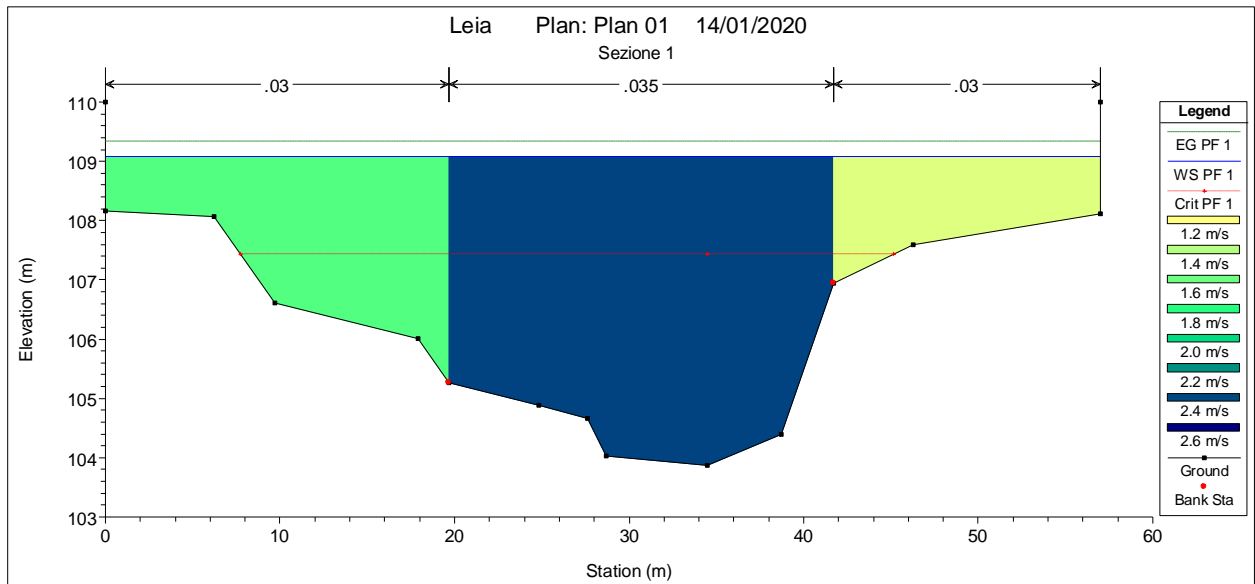 Leia Plan: Plan 01 14/01/2020
Sezione 1
.03 .035 .03
110
109
108
107
106
105
104
103
Elevation (m)
0 10 20 30 40 50 60
Station (m)
Legend
EG PF 1
WS PF 1
Crit PF 1
1.2 m/s
1.4 m/s
1.6 m/s
1.8 m/s
2.0 m/s
2.2 m/s
2.4 m/s
2.6 m/s
Ground
Bank Sta